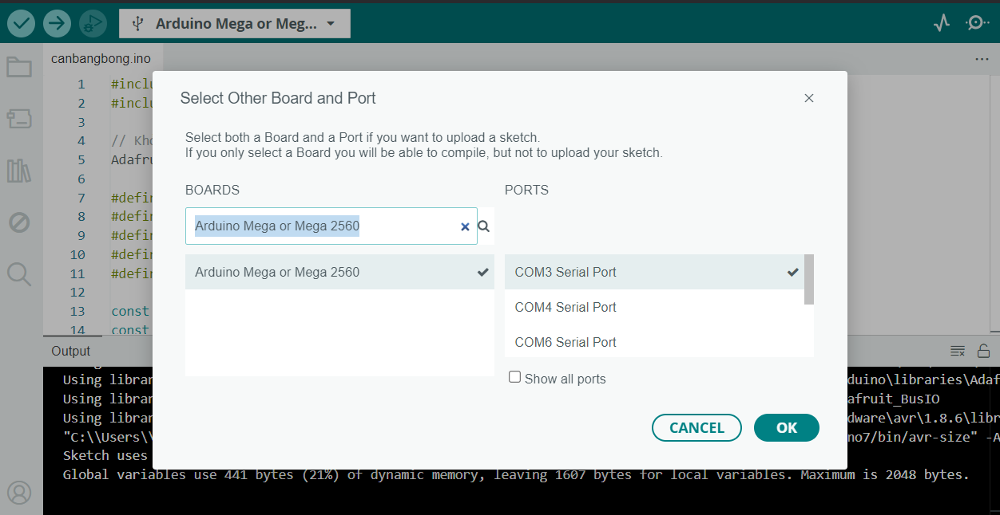 Arduino Mega or Meg...
canbangbong.ino
1 #inclu
2 #inclu
3
4 // Kho
5 Adafru
6
7 #defin
8 #defin
9 #defin
10 #defin
11 #defin
12
13 const
14 const
Select Other Board and Port
Select both a Board and a Port if you want to upload a sketch.
If you only select a Board you will be able to compile, but not to upload your sketch.
BOARDS
Arduino Mega or Mega 2560
Arduino Mega or Mega 2560
PORTS
COM3 Serial Port
COM4 Serial Port
COM6 Serial Port
Show all ports
CANCEL
OK
Output
Using librar duino\libraries\Adaf
Using librar afruit_BusIO
Using librar dware\avr\1.8.6\libr
"C:\\Users\\ no7/bin/avr-size" -A
Sketch uses
Global variables use 441 bytes (21%) of dynamic memory, leaving 1607 bytes for local variables. Maximum is 2048 bytes.